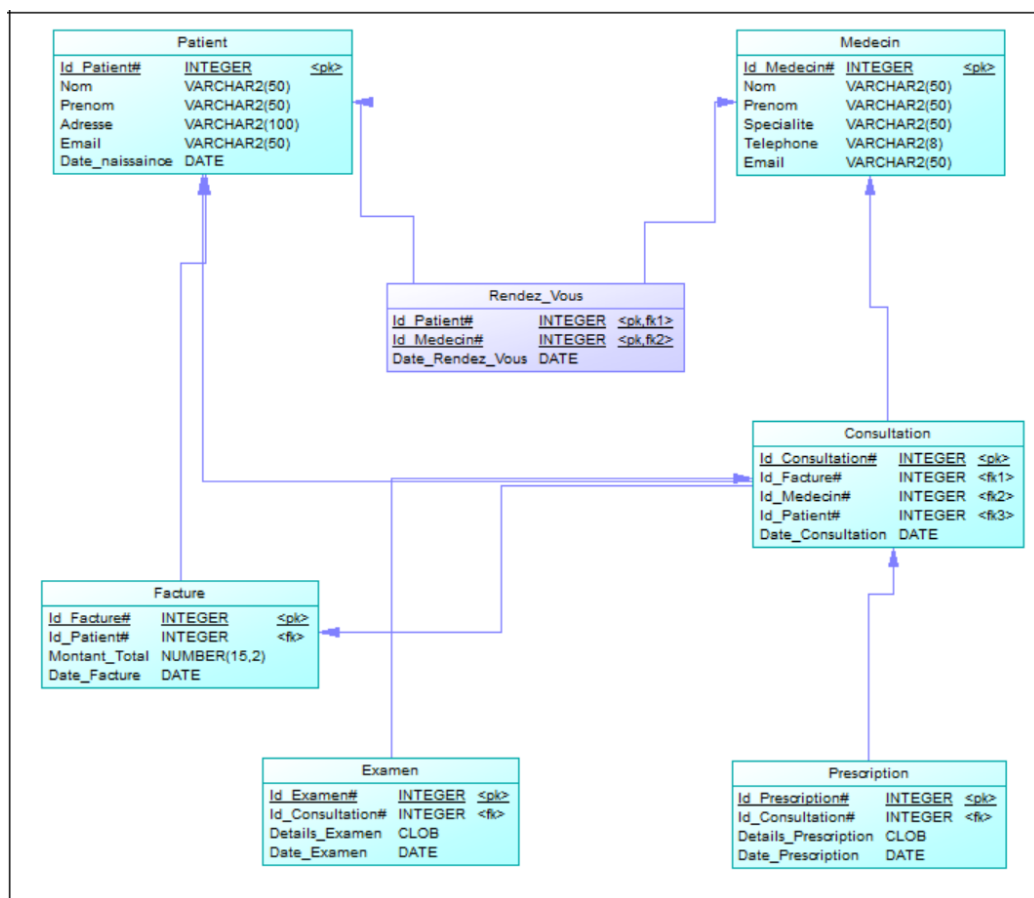 Patient
Id_Patient# INTEGER <pk>
Nom VARCHAR2(50)
Prenom VARCHAR2(50)
Adresse VARCHAR2(100)
Email VARCHAR2(50)
Date_naissaince DATE
Medecin
Id_Medecin# INTEGER <pk>
Nom VARCHAR2(50)
Prenom VARCHAR2(50)
Specialite VARCHAR2(50)
Telephone VARCHAR2(8)
Email VARCHAR2(50)
Rendez_Vous
Id_Patient# INTEGER <pk,fk1>
Id_Medecin# INTEGER <pk,fk2>
Date_Rendez_Vous DATE
Consultation
Id_Consultation# INTEGER <pk>
Id_Facture# INTEGER <fk1>
Id_Medecin# INTEGER <fk2>
Id_Patient# INTEGER <fk3>
Date_Consultation DATE
Facture
Id_Facture# INTEGER <pk>
Id_Patient# INTEGER <fk>
Montant_Total NUMBER(15,2)
Date_Facture DATE
Examen
Id_Examen# INTEGER <pk>
Id_Consultation# INTEGER <fk>
Details_Examen CLOB
Date_Examen DATE
Prescription
Id_Prescription# INTEGER <pk>
Id_Consultation# INTEGER <fk>
Details_Prescription CLOB
Date_Prescription DATE